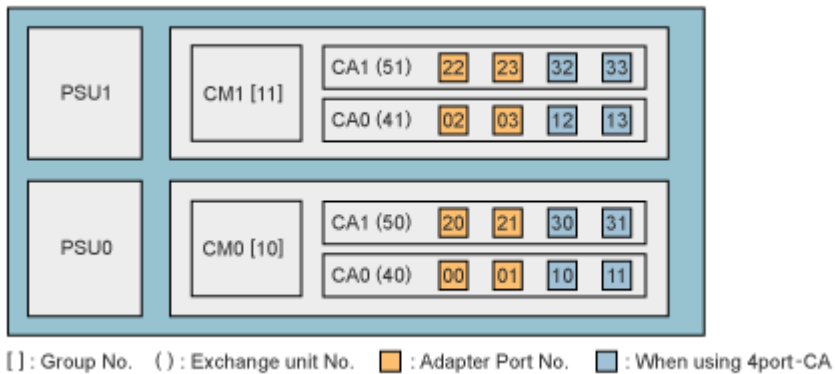 PSU1
CM1 [11]
CA1 (51) 22 23 32 33
CA0 (41) 02 03 12 13
PSU0
CM0 [10]
CA1 (50) 20 21 30 31
CA0 (40) 00 01 10 11
[ ] : Group No. ( ) : Exchange unit No. : Adapter Port No. : When using 4port-CA